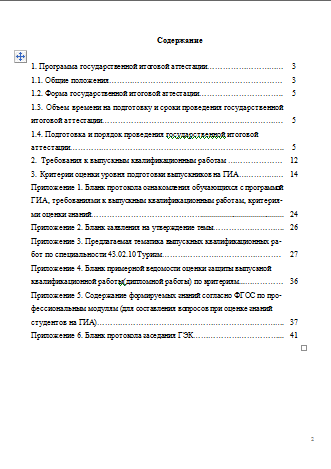 Содержание
1. Программа государственной итоговой аттестации........................... 3
1.1. Общие положения........................... 3
1.2. Форма государственной итоговой аттестации........................... 5
1.3. Объем времени на подготовку и сроки проведения государственной
итоговой аттестации........................... 5
1.4. Подготовка и порядок проведения государственной итоговой
аттестации........................... 5
2. Требования к выпускным квалификационным работам ................ 12
3. Критерии оценки уровня подготовки выпускников на ГИА............. 14
Приложение 1. Бланк протокола ознакомления обучающихся с программой
ГИА, требованиями к выпускным квалификационным работам, критерия-
ми оценки знаний........................... 24
Приложение 2. Бланк заявления на утверждение темы..................... 26
Приложение 3. Предлагаемая тематика выпускных квалификационных ра-
бот по специальности 43.02.10 Туризм........................... 27
Приложение 4. Бланк примерной ведомости оценки защиты выпускной
квалификационной работы(дипломной работы) по критериям............. 36
Приложение 5. Содержание формируемых знаний согласно ФГОС по про-
фессиональным модулям (для составления вопросов при оценке знаний
студентов на ГИА)........................... 37
Приложение 6. Бланк протокола заседания ГЭК........................... 41
2